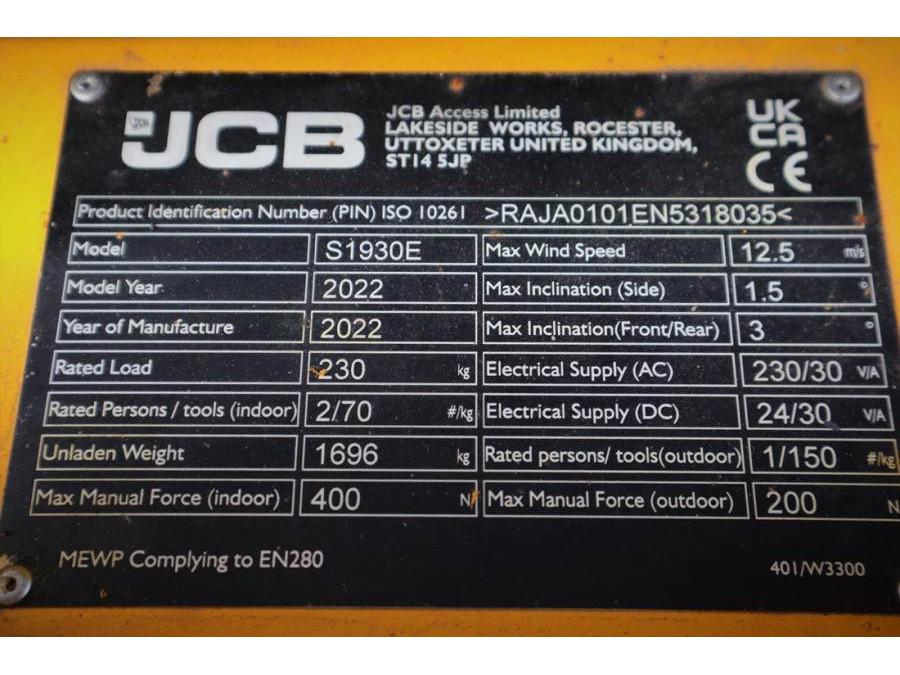 JCB
JCB Access Limited
LAKESIDE WORKS, ROCESTER,
UTTOXETER UNITED KINGDOM,
ST14 5JP
UK
CA
CE
Product Identification Number (PIN) ISO 10261 >RAJA0101EN5318035<
Model S1930E Max Wind Speed 12.5 m/s
Model Year 2022 Max Inclination (Side) 1.5 °
Year of Manufacture 2022 Max Inclination(Front/Rear) 3 °
Rated Load 230 kg Electrical Supply (AC) 230/30 V/A
Rated Persons / tools (indoor) 2/70 #/kg Electrical Supply (DC) 24/30 V/A
Unladen Weight 1696 kg Rated persons/ tools(outdoor) 1/150 #/kg
Max Manual Force (indoor) 400 N Max Manual Force (outdoor) 200 N
MEWP Complying to EN280
401/W3300